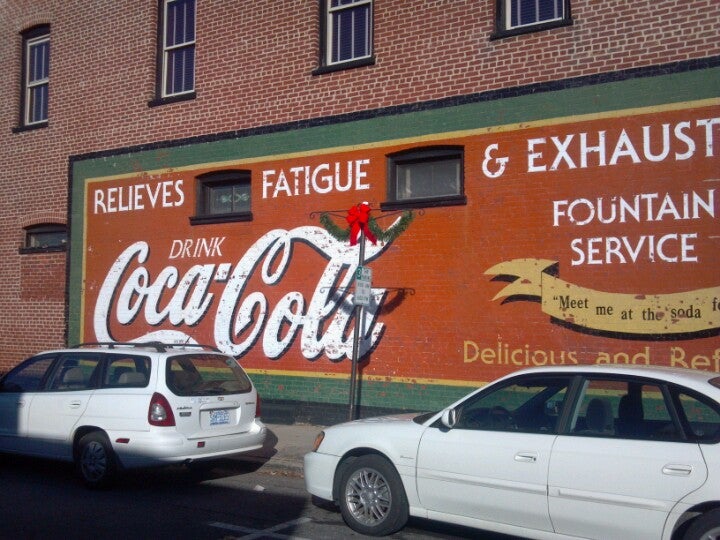 RELIEVES FATIGUE & EXHAUST
DRINK
Coca-Cola
FOUNTAIN
SERVICE
"Meet me at the soda
Delicious and